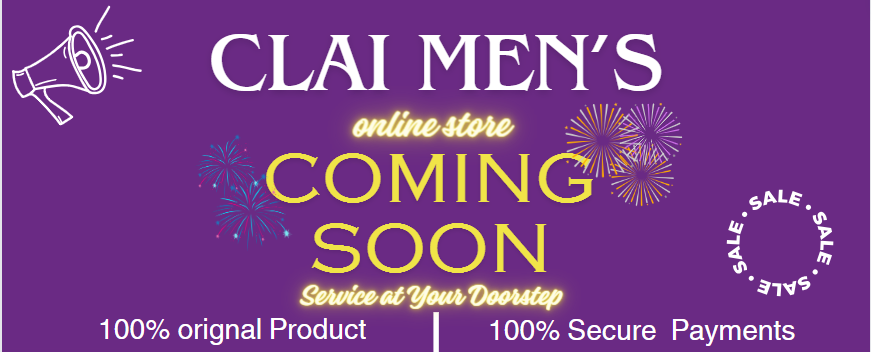 CLAI MEN'S
online store
COMING
SOON
SALE • SALE • SALE • SALE •
Service at Your Doorstep
100% orignal Product | 100% Secure Payments